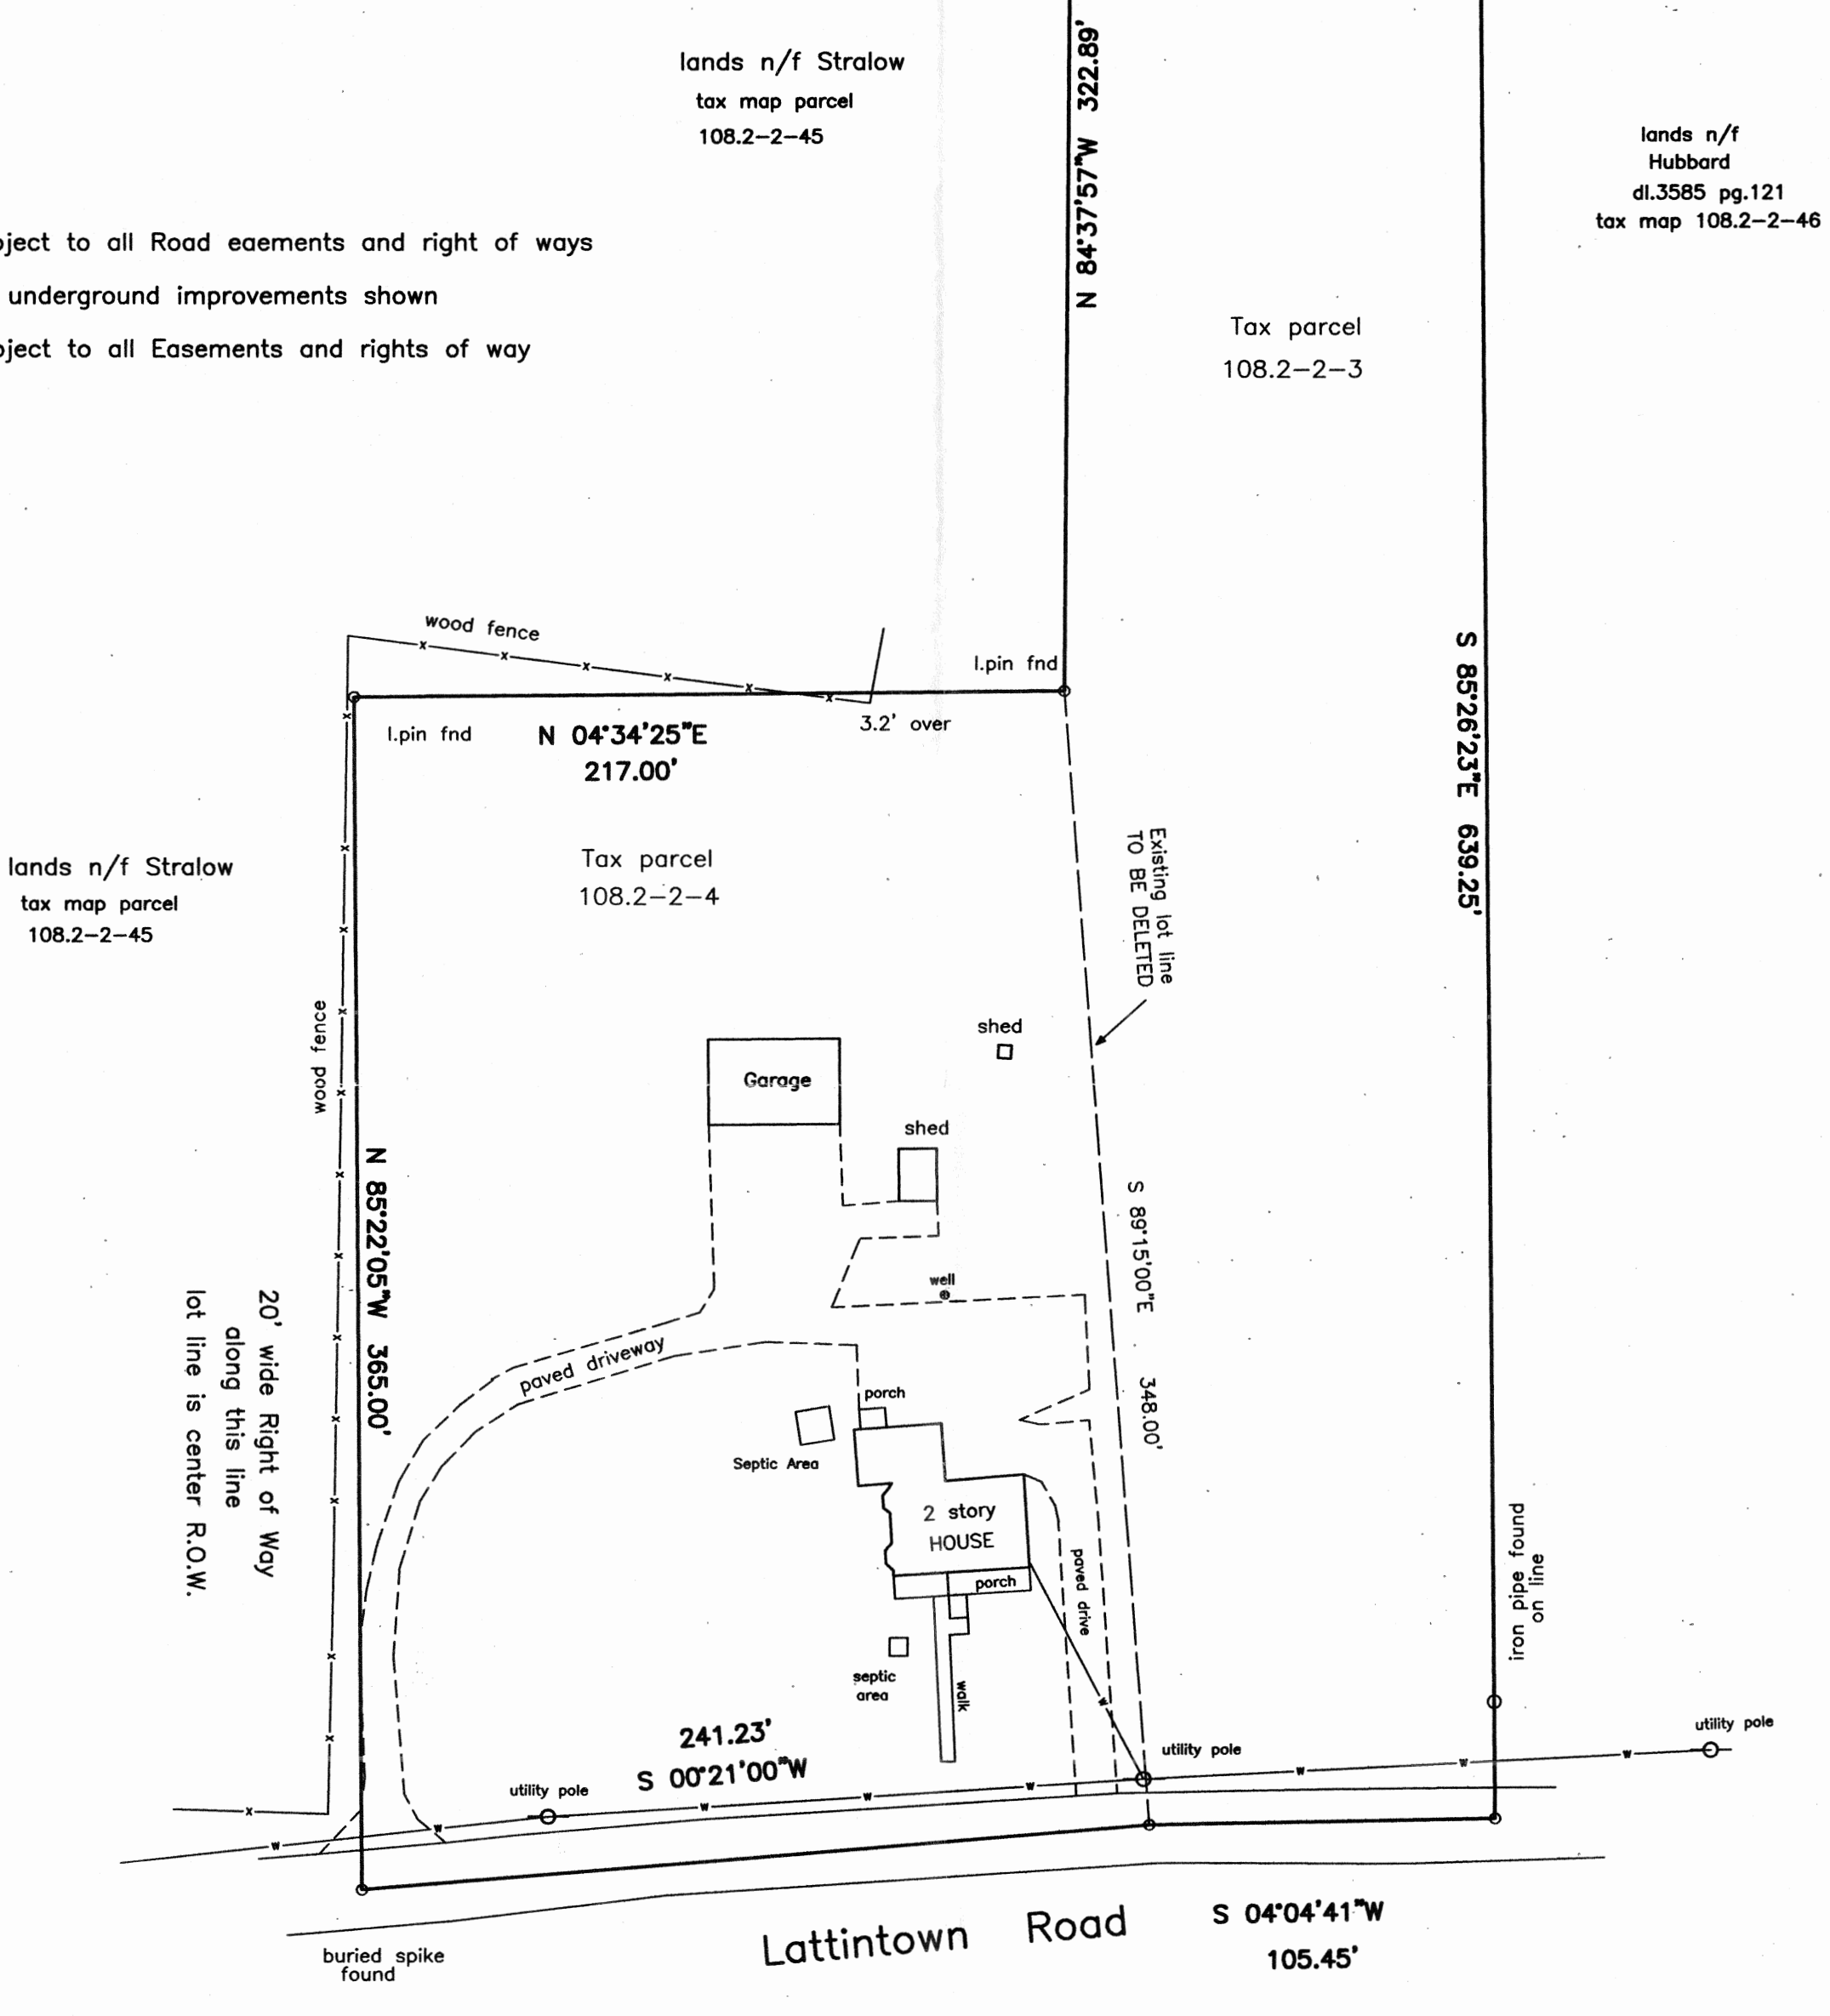 lands n/f Stralow
tax map parcel
108.2-2-45
N 84°37'57"W 322.89'
lands n/f
Hubbard
dl.3585 pg.121
tax map 108.2-2-46
ject to all Road eaements and right of ways
underground improvements shown
ject to all Easements and rights of way
Tax parcel
108.2-2-3
wood fence
I.pin fnd
I.pin fnd
N 04°34'25"E
217.00'
3.2' over
S 85°26'23"E 639.25'
lands n/f Stralow
tax map parcel
108.2-2-45
Tax parcel
108.2-2-4
Existing lot line
TO BE DELETED
wood fence
shed
Garage
shed
N 85°22'05"W 365.00'
S 89°15'00"E 348.00'
20' wide Right of Way
along this line
lot line is center R.O.W.
well
paved driveway
porch
Septic Area
2 story
HOUSE
porch
paved drive
iron pipe found
on line
septic
area
walk
241.23'
S 00°21'00"W
utility pole
utility pole
utility pole
x x x x x x
x x x x x x x x x x x x x
x
w w w w w w w w w
w
Lattintown Road
S 04°04'41"W
105.45'
buried spike
found